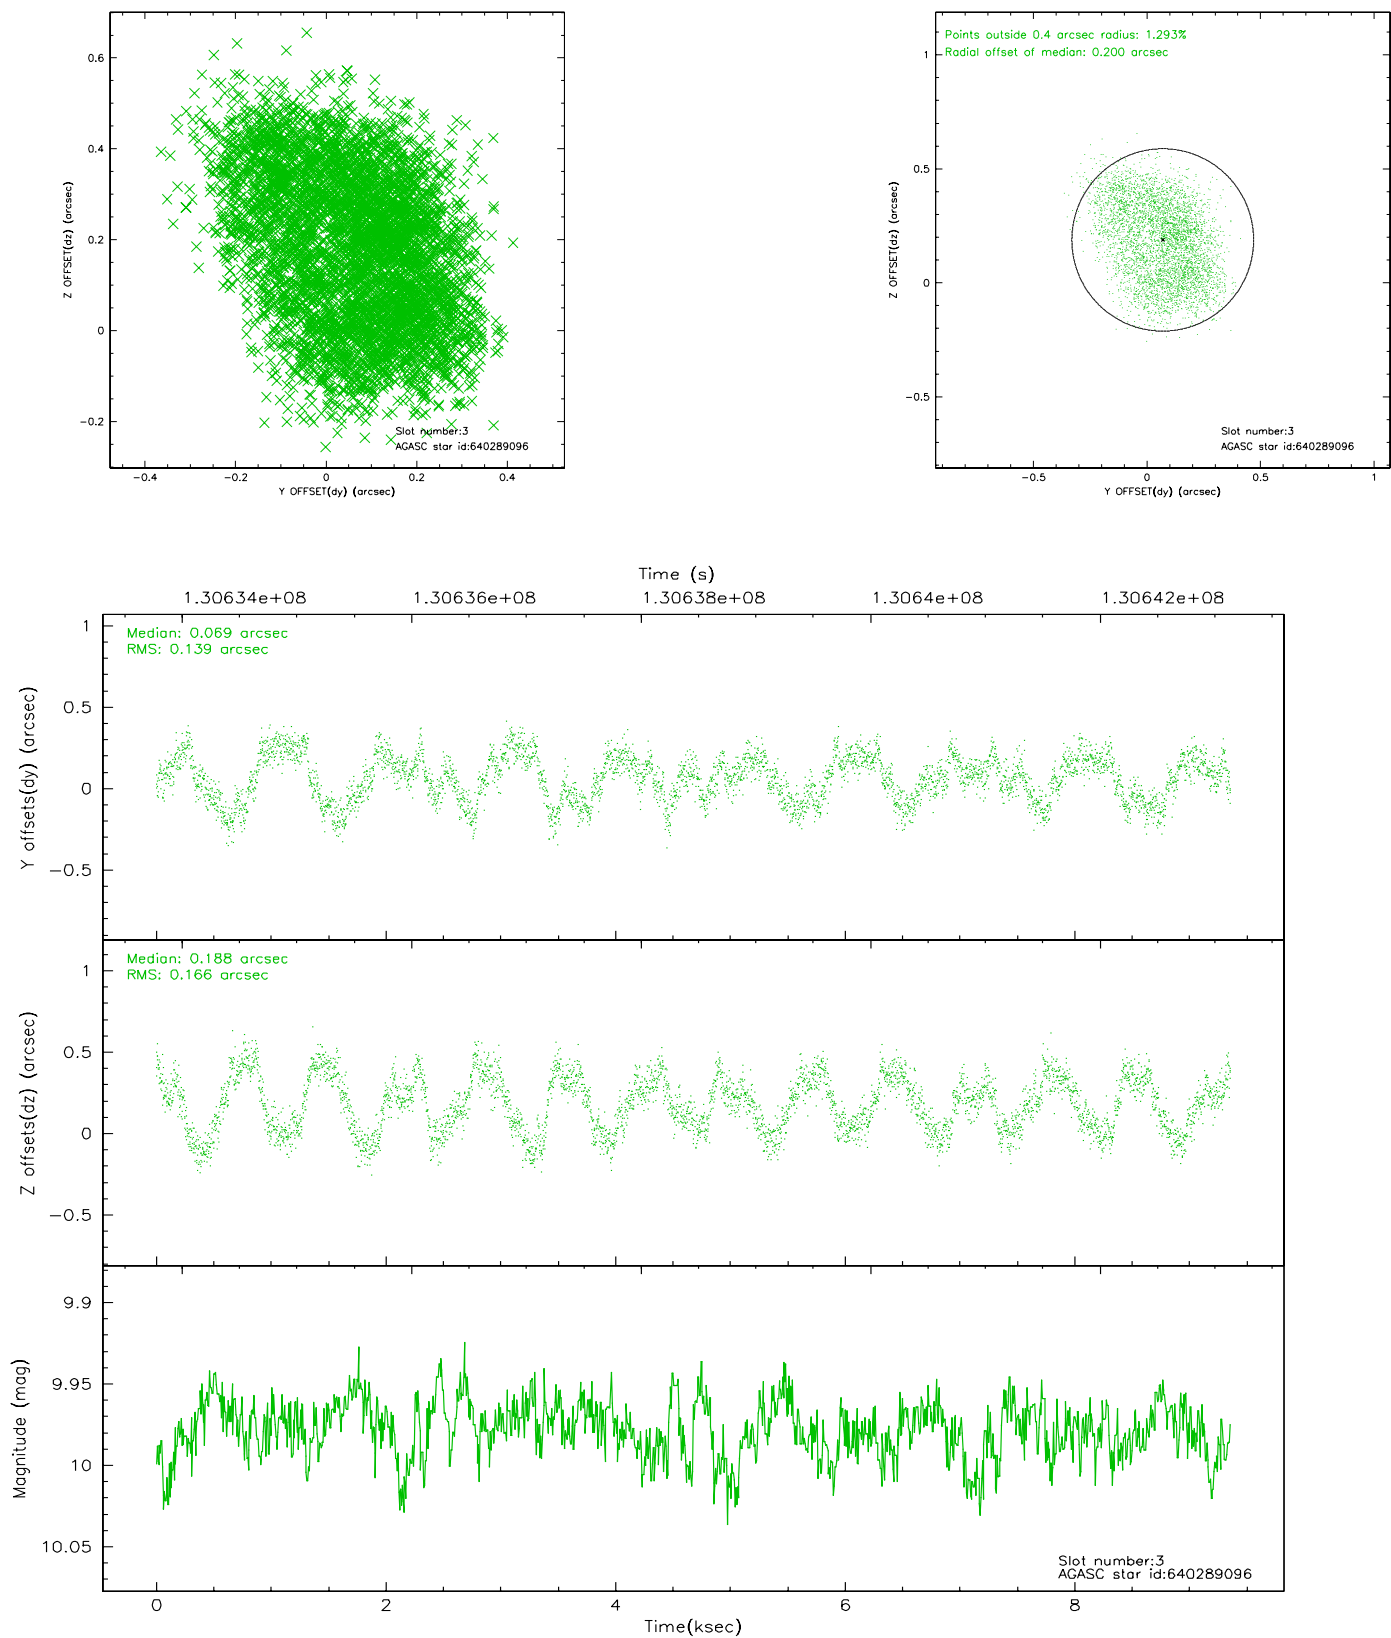 0.6
0.4
0.2
0
−0.2
−0.4
−0.2
0
0.2
0.4
Z OFFSET(dz) (arcsec)
Y OFFSET(dy) (arcsec)
Slot number:3
AGASC star id:640289096
Points outside 0.4 arcsec radius: 1.293%
Radial offset of median: 0.200 arcsec
1
0.5
0
−0.5
−0.5
0
0.5
1
Z OFFSET(dz) (arcsec)
Y OFFSET(dy) (arcsec)
Slot number:3
AGASC star id:640289096
Time (s)
1.30634e+08
1.30636e+08
1.30638e+08
1.3064e+08
1.30642e+08
Median: 0.069 arcsec
RMS: 0.139 arcsec
1
0.5
0
−0.5
Y offsets(dy) (arcsec)
Median: 0.188 arcsec
RMS: 0.166 arcsec
1
0.5
0
−0.5
Z offsets(dz) (arcsec)
9.9
9.95
10
10.05
Magnitude (mag)
Slot number:3
AGASC star id:640289096
0
2
4
6
8
Time(ksec)